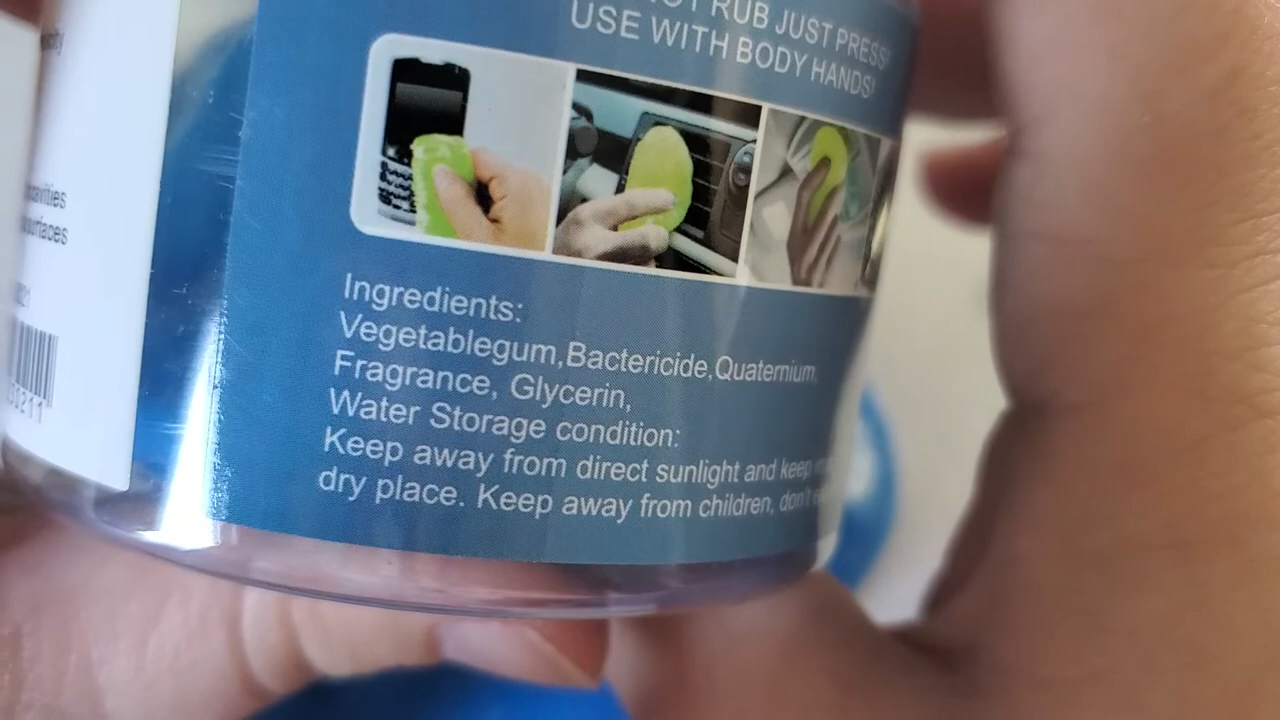 RUB JUST PRESS!
USE WITH BODY HANDS!
Ingredients:
Vegetablegum,Bactericide,Quaternium,
Fragrance, Glycerin,
Water Storage condition:
Keep away from direct sunlight and keep
dry place. Keep away from children, don't